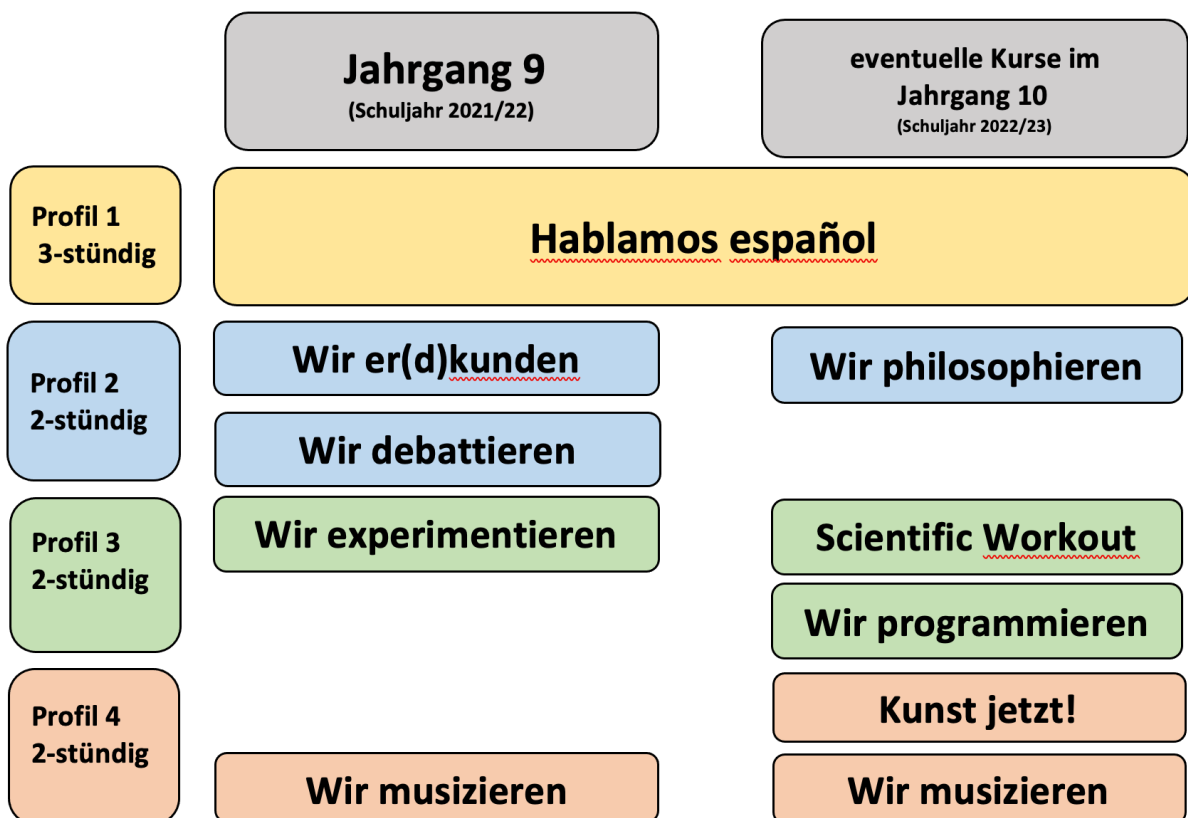 Jahrgang 9
(Schuljahr 2021/22)
eventuelle Kurse im
Jahrgang 10
(Schuljahr 2022/23)
Profil 1
3-stündig
Hablamos español
Profil 2
2-stündig
Wir er(d)kunden
Wir philosophieren
Wir debattieren
Profil 3
2-stündig
Wir experimentieren
Scientific Workout
Wir programmieren
Profil 4
2-stündig
Kunst jetzt!
Wir musizieren
Wir musizieren